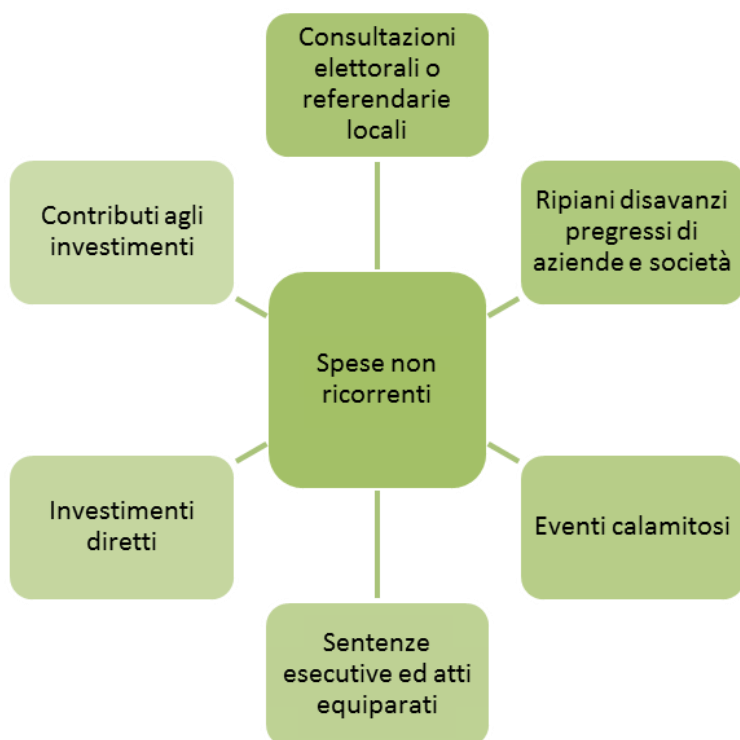 Consultazioni
elettorali o
referendarie
locali
Contributi agli
investimenti
Ripiani disavanzi
pregressi di
aziende e società
Spese non
ricorrenti
Investimenti
diretti
Eventi calamitosi
Sentenze
esecutive ed atti
equiparati